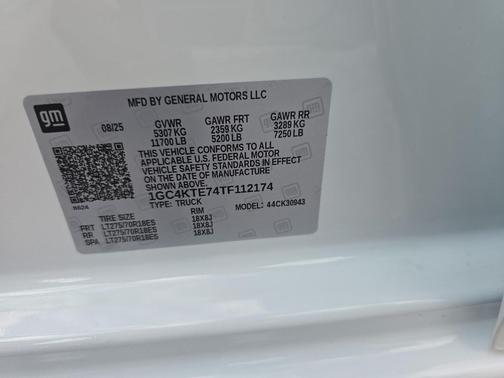 MFD BY GENERAL MOTORS LLC
gm
08/25 GVWR GAWR FRT GAWR RR
5307 KG 2359 KG 3289 KG
11700 LB 5200 LB 7250 LB
THIS VEHICLE CONFORMS TO ALL
APPLICABLE U.S. FEDERAL MOTOR
VEHICLE SAFETY STANDARDS IN
EFFECT ON THE DATE OF MANUFACTURE
SHOWN ABOVE.
1GC4KTE74TF112174
TYPE: TRUCK 44CK30943
TIRE SIZE RIM
FRT LT275/70R18ES 18X8J
RR LT275/70R18ES 18X8J
SPA LT275/70R18ES 18X8J